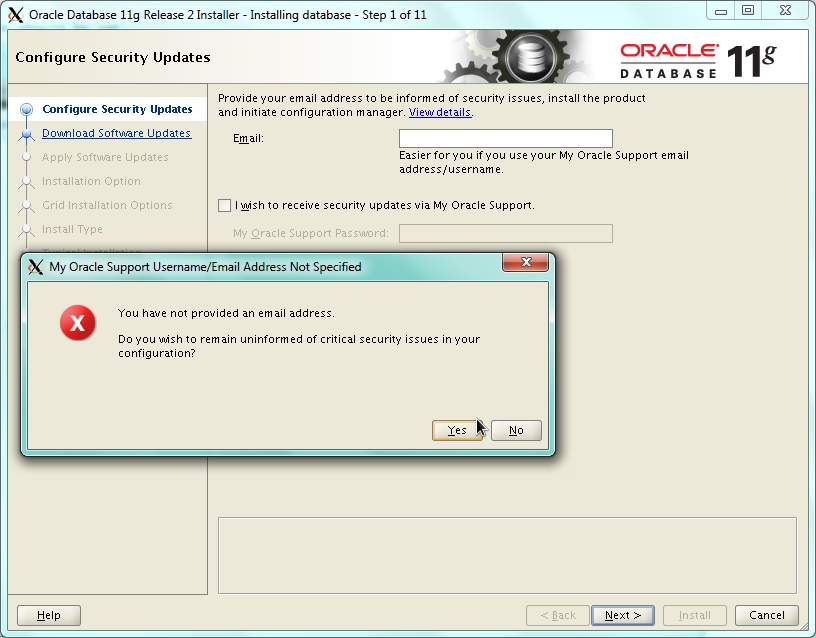 Oracle Database 11g Release 2 Installer - Installing database - Step 1 of 11
Configure Security Updates
ORACLE
DATABASE 11g
Configure Security Updates
Download Software Updates
Apply Software Updates
Installation Option
Grid Installation Options
Install Type
Typical Installation
Provide your email address to be informed of security issues, install the product
and initiate configuration manager. View details.
Email:
Easier for you if you use your My Oracle Support email
address/username.
I wish to receive security updates via My Oracle Support.
My Oracle Support Password:
My Oracle Support Username/Email Address Not Specified
You have not provided an email address.
Do you wish to remain uninformed of critical security issues in your
configuration?
Yes
No
Help
< Back
Next >
Install
Cancel